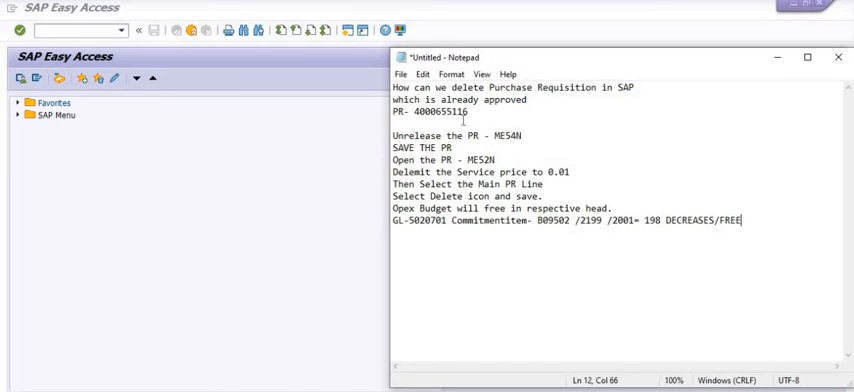 SAP Easy Access
SAP Easy Access
Favorites
SAP Menu
*Untitled - Notepad
File Edit Format View Help
How can we delete Purchase Requisition in SAP
which is already approved
PR- 4000655116
Unrelease the PR - ME54N
SAVE THE PR
Open the PR - ME52N
Delemit the Service price to 0.01
Then Select the Main PR Line
Select Delete icon and save.
Opex Budget will free in respective head.
GL-5020701 Commitmentitem- B09502 /2199 /2001= 198 DECREASES/FREE
Ln 12, Col 66 100% Windows (CRLF) UTF-8